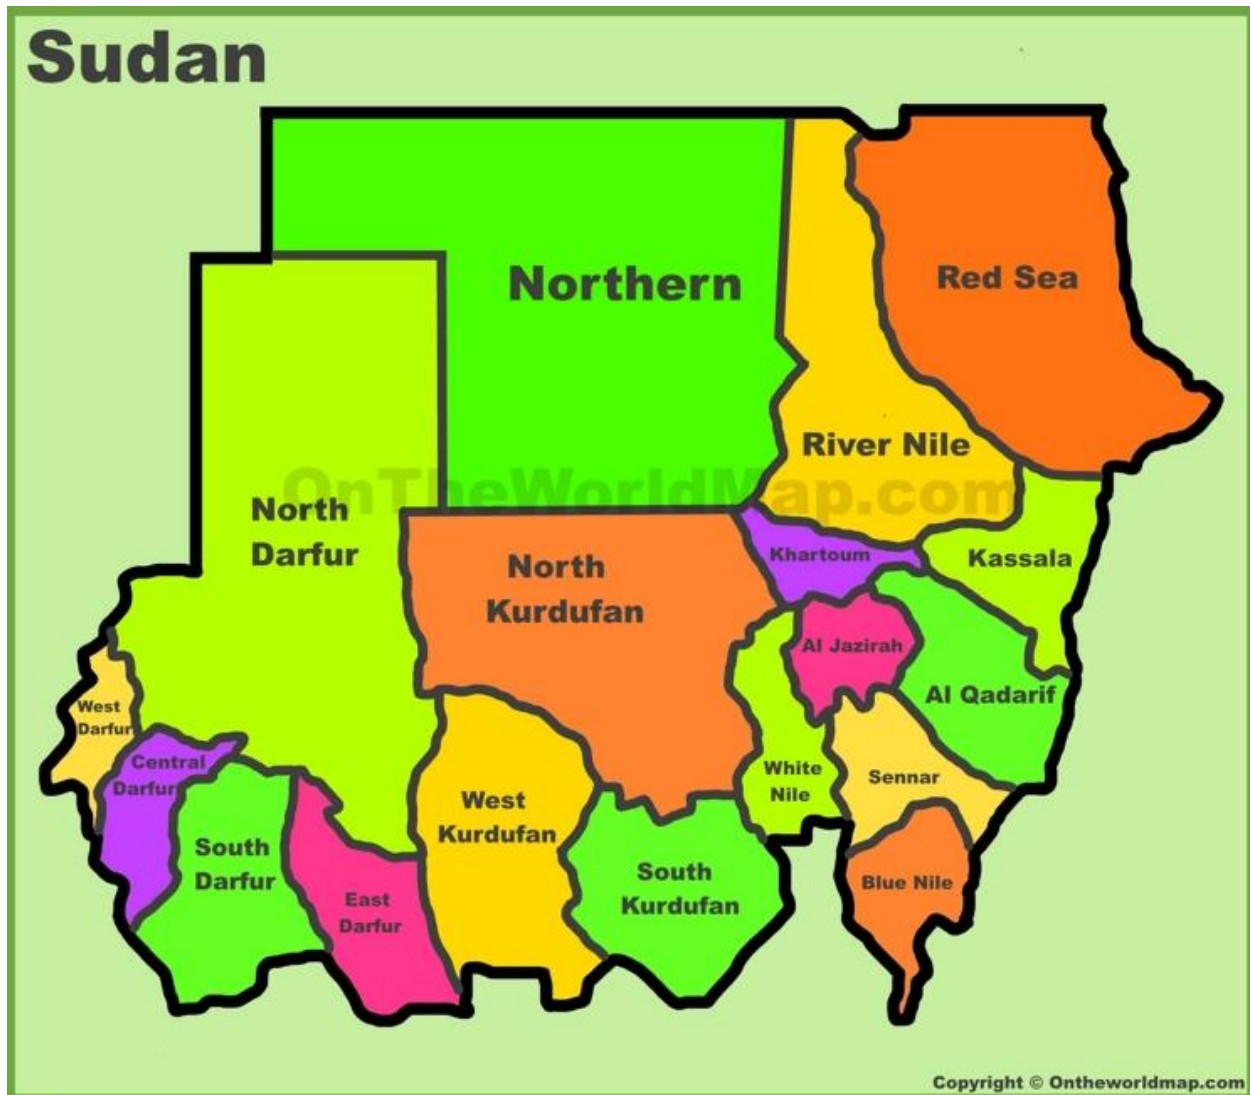 Sudan
Northern
Red Sea
River Nile
OnTheWorldMap.com
North
Darfur
North
Kurdufan
Khartoum
Kassala
Al Jazirah
Al Qadarif
West
Darfur
Central
Darfur
White
Nile
Sennar
West
Kurdufan
South
Darfur
South
Kurdufan
East
Darfur
Blue Nile
Copyright © Ontheworldmap.com